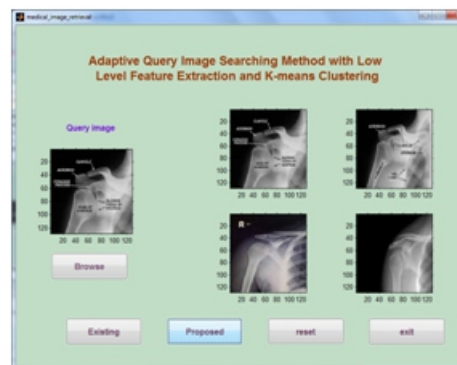 medical_image_retrieval
Adaptive Query Image Searching Method with Low
Level Feature Extraction and K-means Clustering
Query image
20
40
60
80
100
120
20 40 60 80 100 120
20
40
60
80
100
120
20 40 60 80 100 120
20
40
60
80
100
120
20 40 60 80 100 120
R
20
40
60
80
100
120
20 40 60 80 100 120
20
40
60
80
100
120
20 40 60 80 100 120
Browse
Existing
Proposed
reset
exit